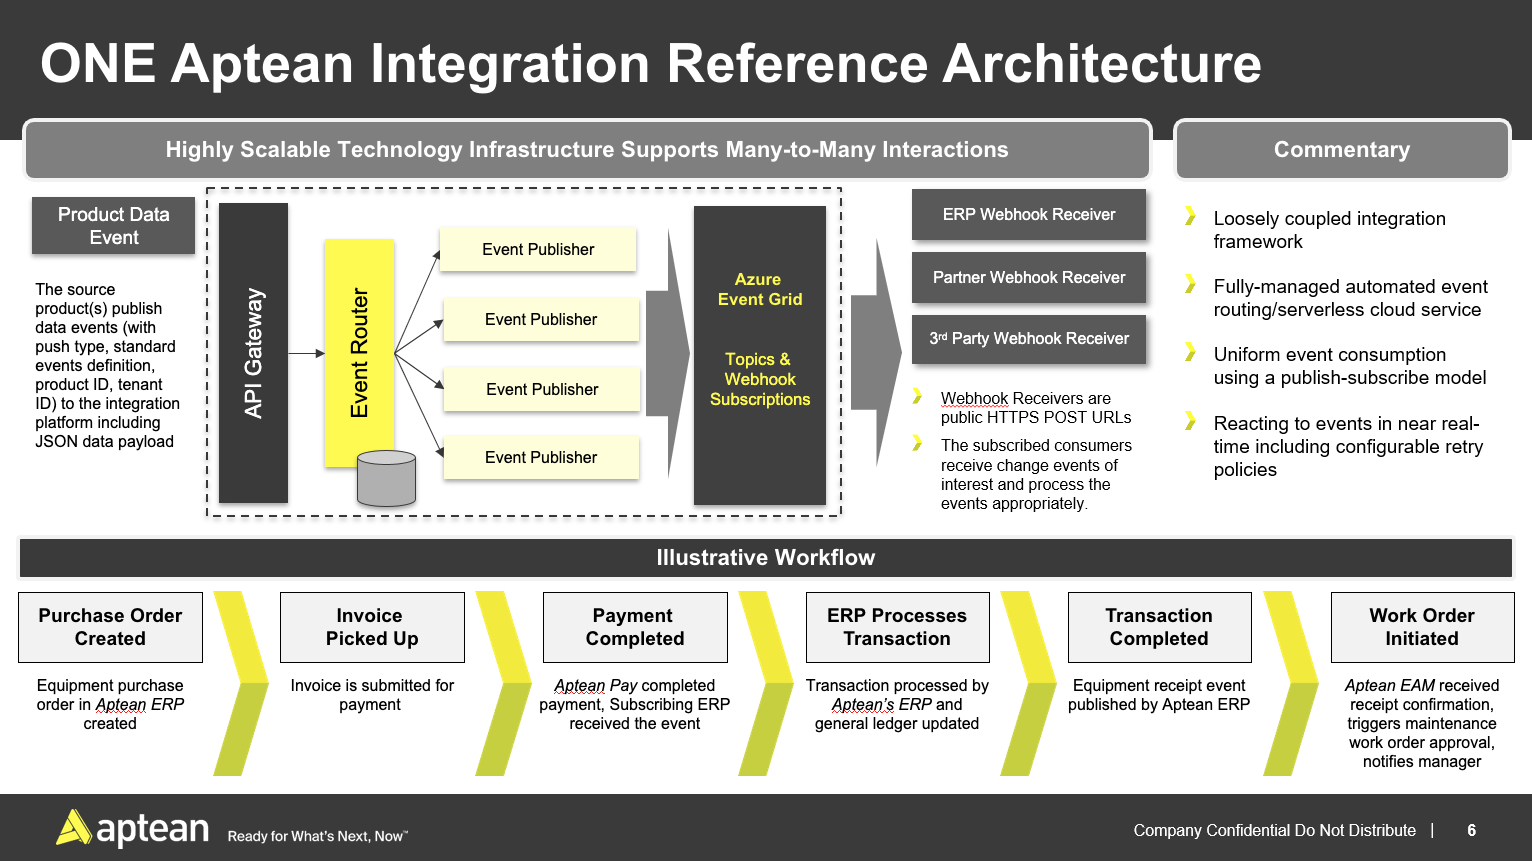 ONE Aptean Integration Reference Architecture
Highly Scalable Technology Infrastructure Supports Many-to-Many Interactions
Commentary
Product Data
Event
The source
product(s) publish
data events (with
push type, standard
events definition,
product ID, tenant
ID) to the integration
platform including
JSON data payload
API Gateway
Event Router
Event Publisher
Event Publisher
Event Publisher
Event Publisher
Azure
Event Grid
Topics &
Webhook
Subscriptions
ERP Webhook Receiver
Partner Webhook Receiver
3rd Party Webhook Receiver
Webhook Receivers are
public HTTPS POST URLs
The subscribed consumers
receive change events of
interest and process the
events appropriately.
Loosely coupled integration
framework
Fully-managed automated event
routing/serverless cloud service
Uniform event consumption
using a publish-subscribe model
Reacting to events in near real-
time including configurable retry
policies
Illustrative Workflow
Purchase Order
Created
Equipment purchase
order in Aptean ERP
created
Invoice
Picked Up
Invoice is submitted for
payment
Payment
Completed
Aptean Pay completed
payment, Subscribing ERP
received the event
ERP Processes
Transaction
Transaction processed by
Aptean's ERP and
general ledger updated
Transaction
Completed
Equipment receipt event
published by Aptean ERP
Work Order
Initiated
Aptean EAM received
receipt confirmation,
triggers maintenance
work order approval,
notifies manager
aptean
Ready for What's Next, Now™
Company Confidential Do Not Distribute | 6